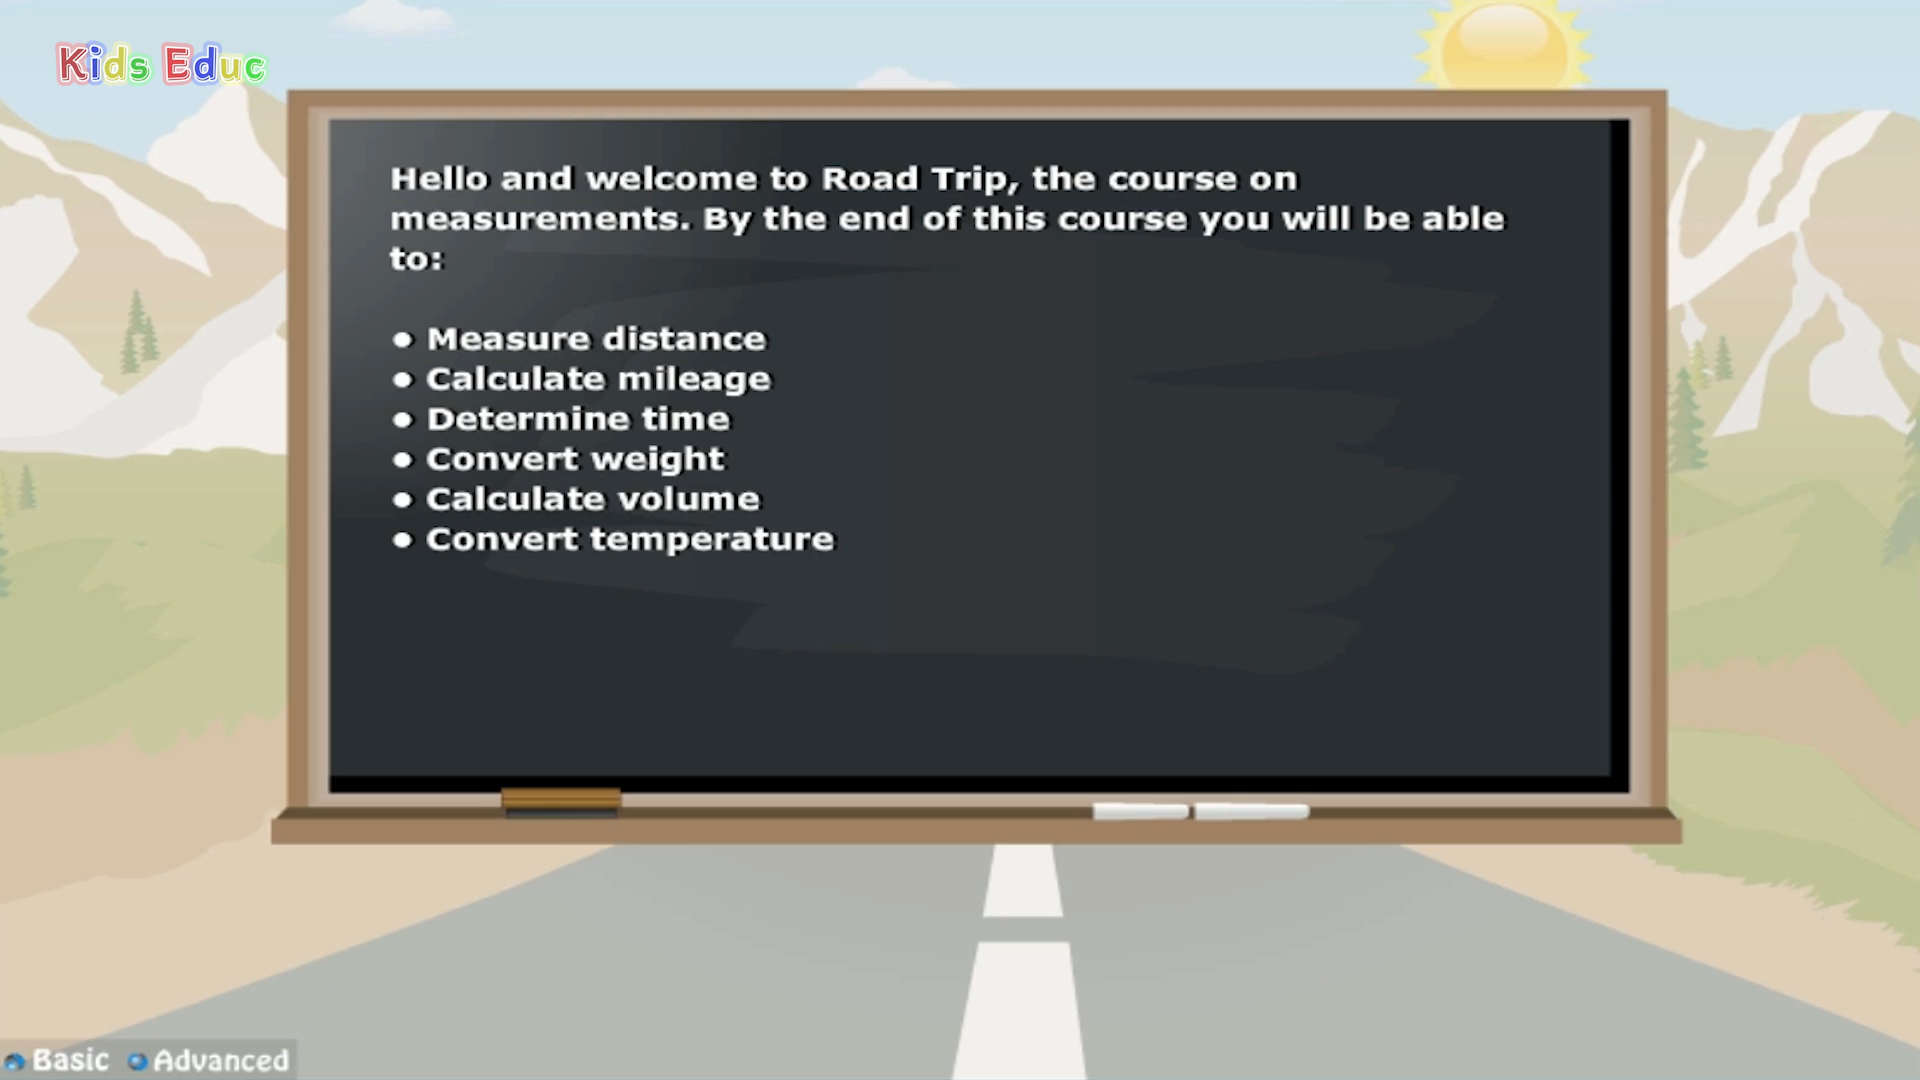 Kids Educ
Hello and welcome to Road Trip, the course on
measurements. By the end of this course you will be able
to:
● Measure distance
● Calculate mileage
● Determine time
● Convert weight
● Calculate volume
● Convert temperature
Basic Advanced